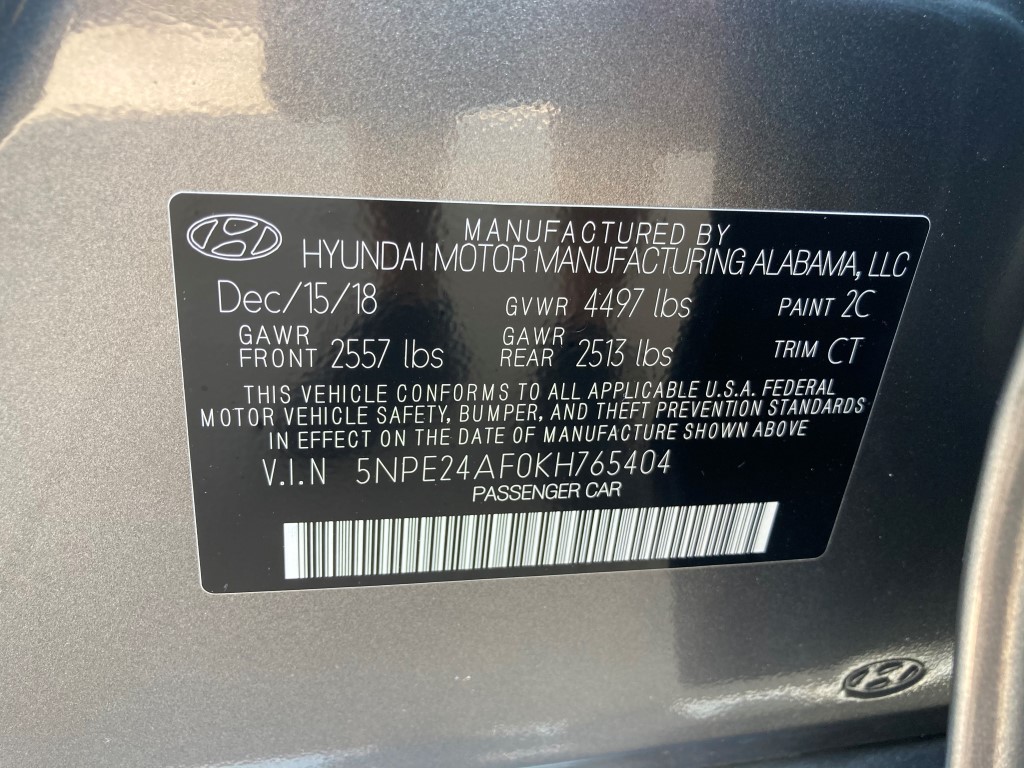 MANUFACTURED BY
HYUNDAI MOTOR MANUFACTURING ALABAMA, LLC
Dec/15/18 GVWR 4497 lbs PAINT 2C
GAWR FRONT 2557 lbs GAWR REAR 2513 lbs TRIM CT
THIS VEHICLE CONFORMS TO ALL APPLICABLE U.S.A. FEDERAL
MOTOR VEHICLE SAFETY, BUMPER, AND THEFT PREVENTION STANDARDS
IN EFFECT ON THE DATE OF MANUFACTURE SHOWN ABOVE
V.I.N 5NPE24AF0KH765404
PASSENGER CAR